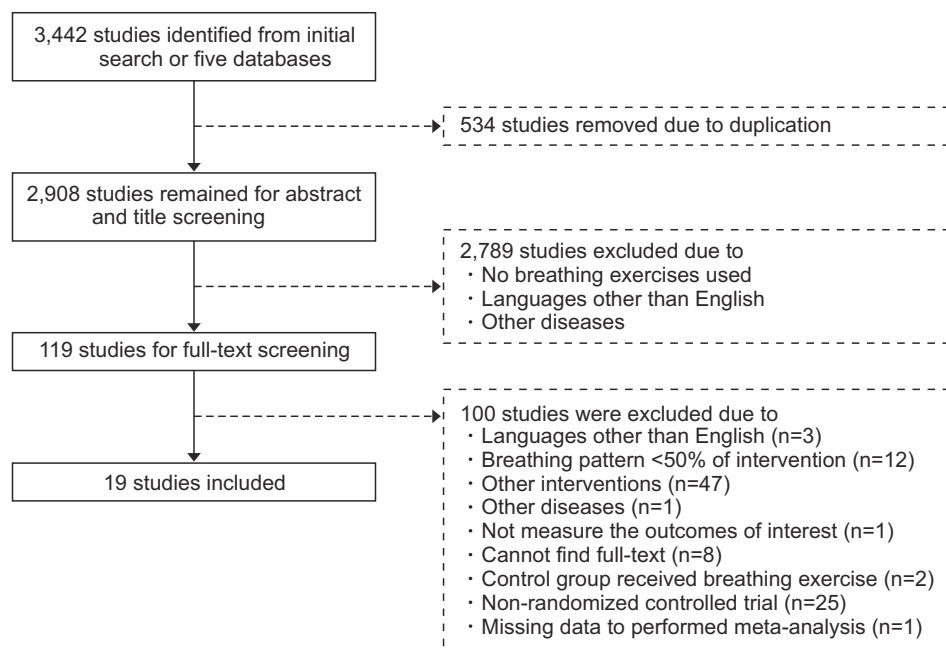 3,442 studies identified from initial
search or five databases
534 studies removed due to duplication
2,908 studies remained for abstract
and title screening
2,789 studies excluded due to
· No breathing exercises used
· Languages other than English
· Other diseases
119 studies for full-text screening
100 studies were excluded due to
· Languages other than English (n=3)
· Breathing pattern <50% of intervention (n=12)
· Other interventions (n=47)
· Other diseases (n=1)
· Not measure the outcomes of interest (n=1)
· Cannot find full-text (n=8)
· Control group received breathing exercise (n=2)
· Non-randomized controlled trial (n=25)
· Missing data to performed meta-analysis (n=1)
19 studies included